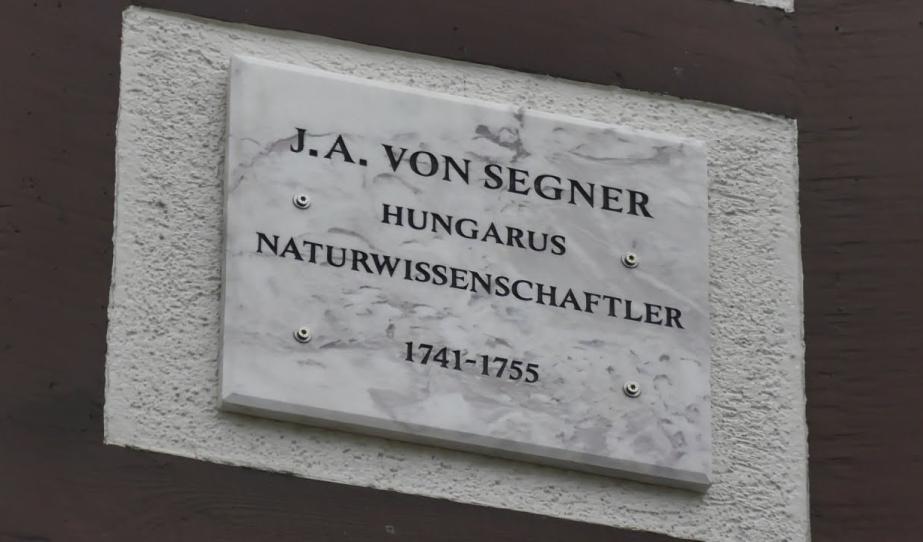 J.A. VON SEGNER
HUNGARUS
NATURWISSENSCHAFTLER
1741-1755